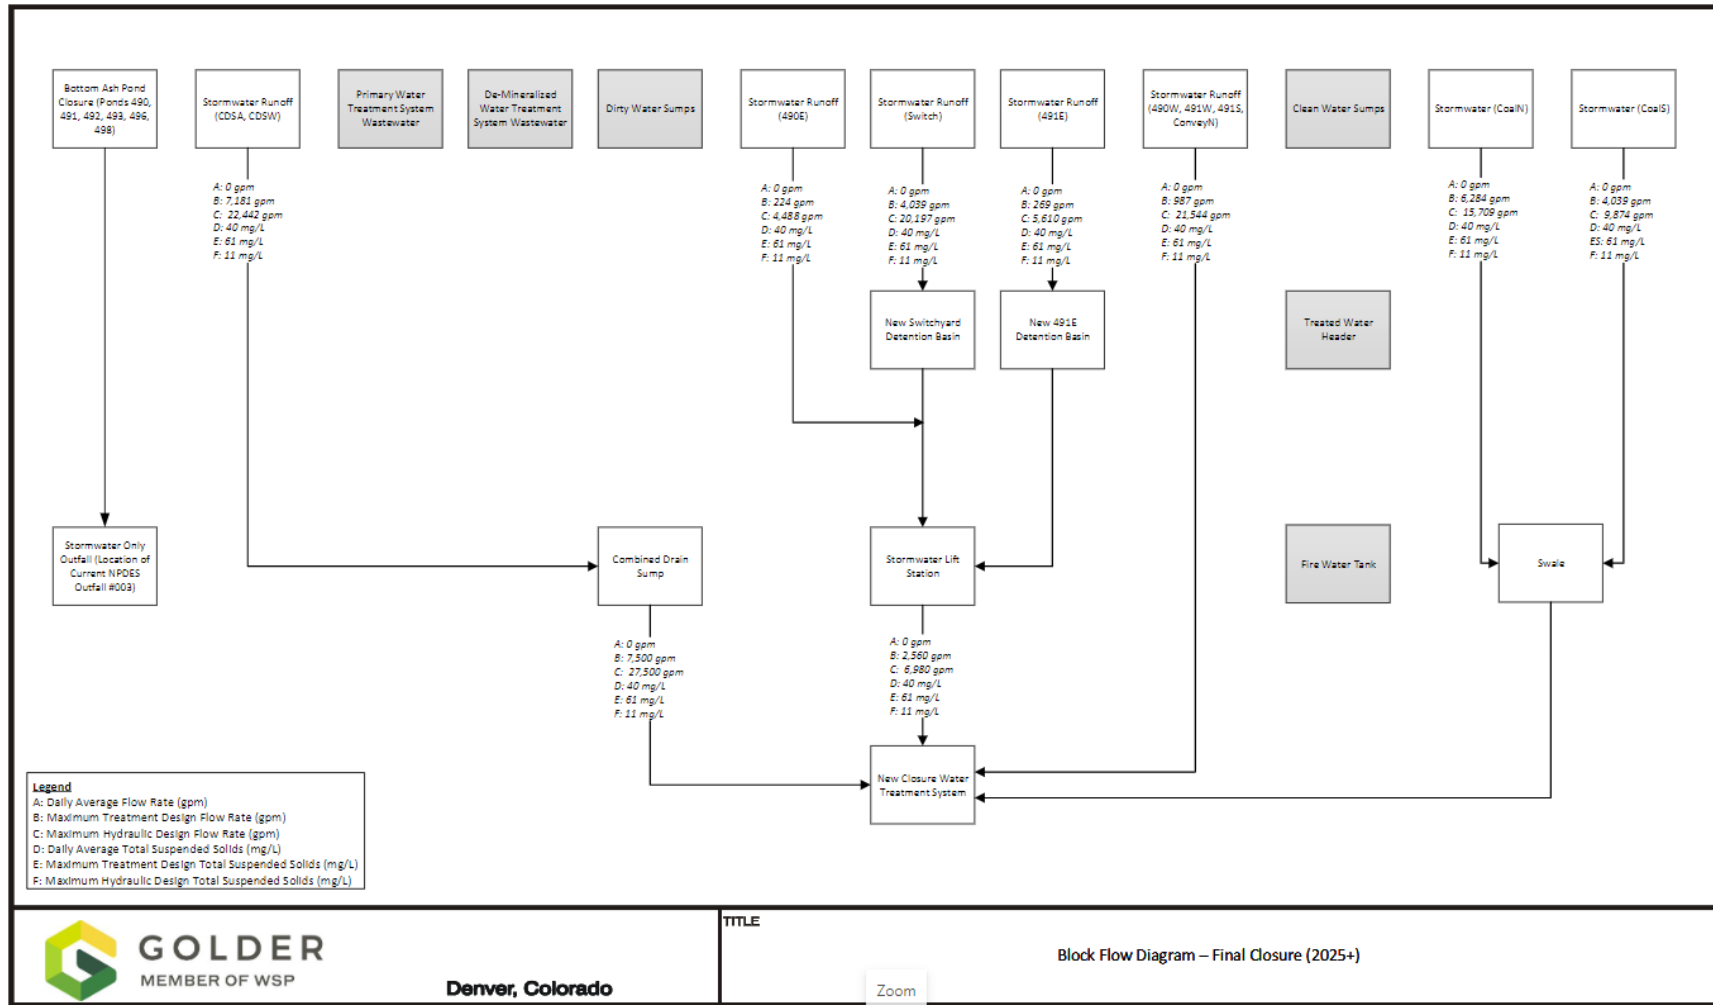 Bottom Ash Pond
Closure (Ponds 490,
491, 492, 493, 496,
498)
Stormwater Runoff
(CDSA, CDSW)
Primary Water
Treatment System
Wastewater
De-Mineralized
Water Treatment
System Wastewater
Dirty Water Sumps
Stormwater Runoff
(490E)
Stormwater Runoff
(Switch)
Stormwater Runoff
(491E)
Stormwater Runoff
(490W, 491W, 491S,
ConveyN)
Clean Water Sumps
Stormwater (CoalN)
Stormwater (CoalS)
A: 0 gpm
B: 7,181 gpm
C: 22,442 gpm
D: 40 mg/L
E: 61 mg/L
F: 11 mg/L
A: 0 gpm
B: 224 gpm
C: 4,488 gpm
D: 40 mg/L
E: 61 mg/L
F: 11 mg/L
A: 0 gpm
B: 4,039 gpm
C: 20,197 gpm
D: 40 mg/L
E: 61 mg/L
F: 11 mg/L
A: 0 gpm
B: 269 gpm
C: 5,610 gpm
D: 40 mg/L
E: 61 mg/L
F: 11 mg/L
A: 0 gpm
B: 987 gpm
C: 21,544 gpm
D: 40 mg/L
E: 61 mg/L
F: 11 mg/L
A: 0 gpm
B: 6,284 gpm
C: 15,709 gpm
D: 40 mg/L
E: 61 mg/L
F: 11 mg/L
A: 0 gpm
B: 4,039 gpm
C: 9,874 gpm
D: 40 mg/L
ES: 61 mg/L
F: 11 mg/L
New Switchyard
Detention Basin
New 491E
Detention Basin
Treated Water
Header
Stormwater Only
Outfall (Location of
Current NPDES
Outfall #003)
Combined Drain
Sump
Stormwater Lift
Station
Fire Water Tank
Swale
A: 0 gpm
B: 7,500 gpm
C: 27,500 gpm
D: 40 mg/L
E: 61 mg/L
F: 11 mg/L
A: 0 gpm
B: 2,560 gpm
C: 6,980 gpm
D: 40 mg/L
E: 61 mg/L
F: 11 mg/L
New Closure Water
Treatment System
Legend
A: Daily Average Flow Rate (gpm)
B: Maximum Treatment Design Flow Rate (gpm)
C: Maximum Hydraulic Design Flow Rate (gpm)
D: Daily Average Total Suspended Solids (mg/L)
E: Maximum Treatment Design Total Suspended Solids (mg/L)
F: Maximum Hydraulic Design Total Suspended Solids (mg/L)
GOLDER
MEMBER OF WSP
Denver, Colorado
TITLE
Block Flow Diagram – Final Closure (2025+)
Zoom